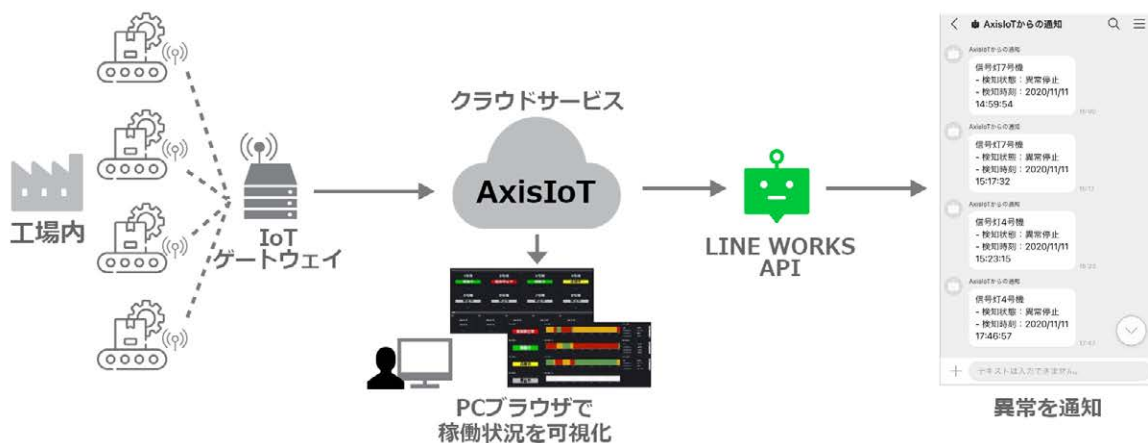 工場内
IoT
ゲートウェイ
クラウドサービス
AxisIoT
PCブラウザで
稼働状況を可視化
LINE WORKS
API
AxisIoTからの通知
AxisIoTからの通知
信号灯7号機
- 検知状態：異常停止
- 検知時刻：2020/11/11
14:59:54
AxisIoTからの通知
信号灯7号機
- 検知状態：異常停止
- 検知時刻：2020/11/11
15:17:32
AxisIoTからの通知
信号灯4号機
- 検知状態：異常停止
- 検知時刻：2020/11/11
15:23:15
AxisIoTからの通知
信号灯4号機
- 検知状態：異常停止
- 検知時刻：2020/11/11
17:46:57
テキストは入力できません。
異常を通知